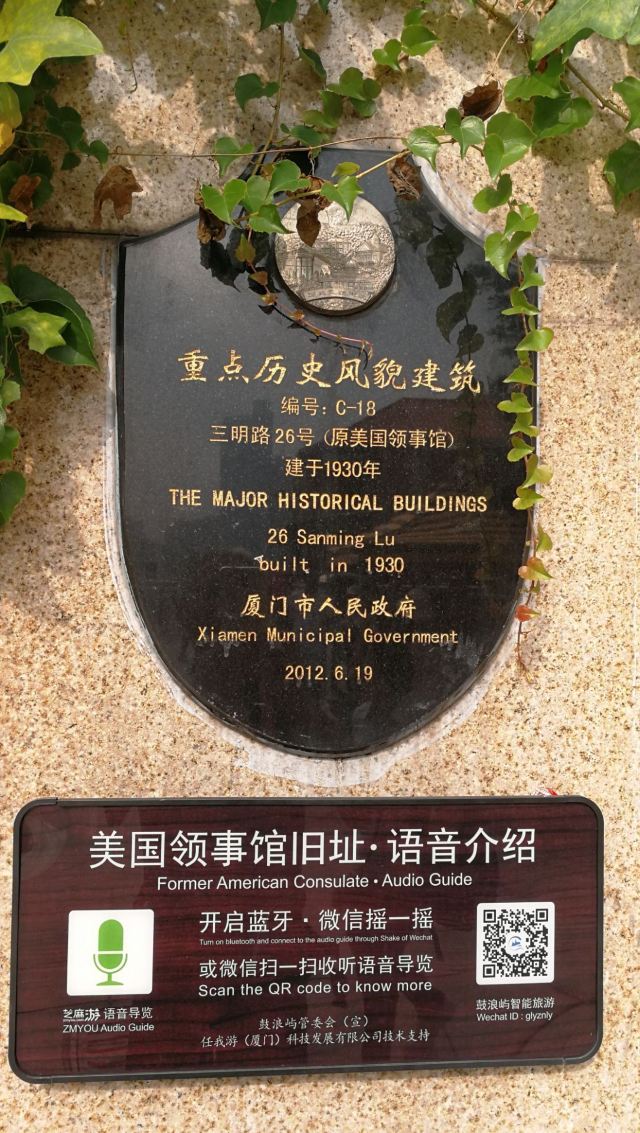 重点历史风貌建筑
编号：C-18
三明路 26号（原美国领事馆）
建于1930年
THE MAJOR HISTORICAL BUILDINGS
26 Sanming Lu
built in 1930
厦门市人民政府
Xiamen Municipal Government
2012.6.19
美国领事馆旧址·语音介绍
Former American Consulate • Audio Guide
开启蓝牙·微信摇一摇
Turn on bluetooth and connect to the audio guide through Shake of Wechat
或微信扫一扫收听语音导览
Scan the QR code to know more
芝麻游 语音导览
ZMYOU Audio Guide
鼓浪屿智能旅游
Wechat ID : glyznly
鼓浪屿管委会（宣）
任我游（厦门）科技发展有限公司技术支持